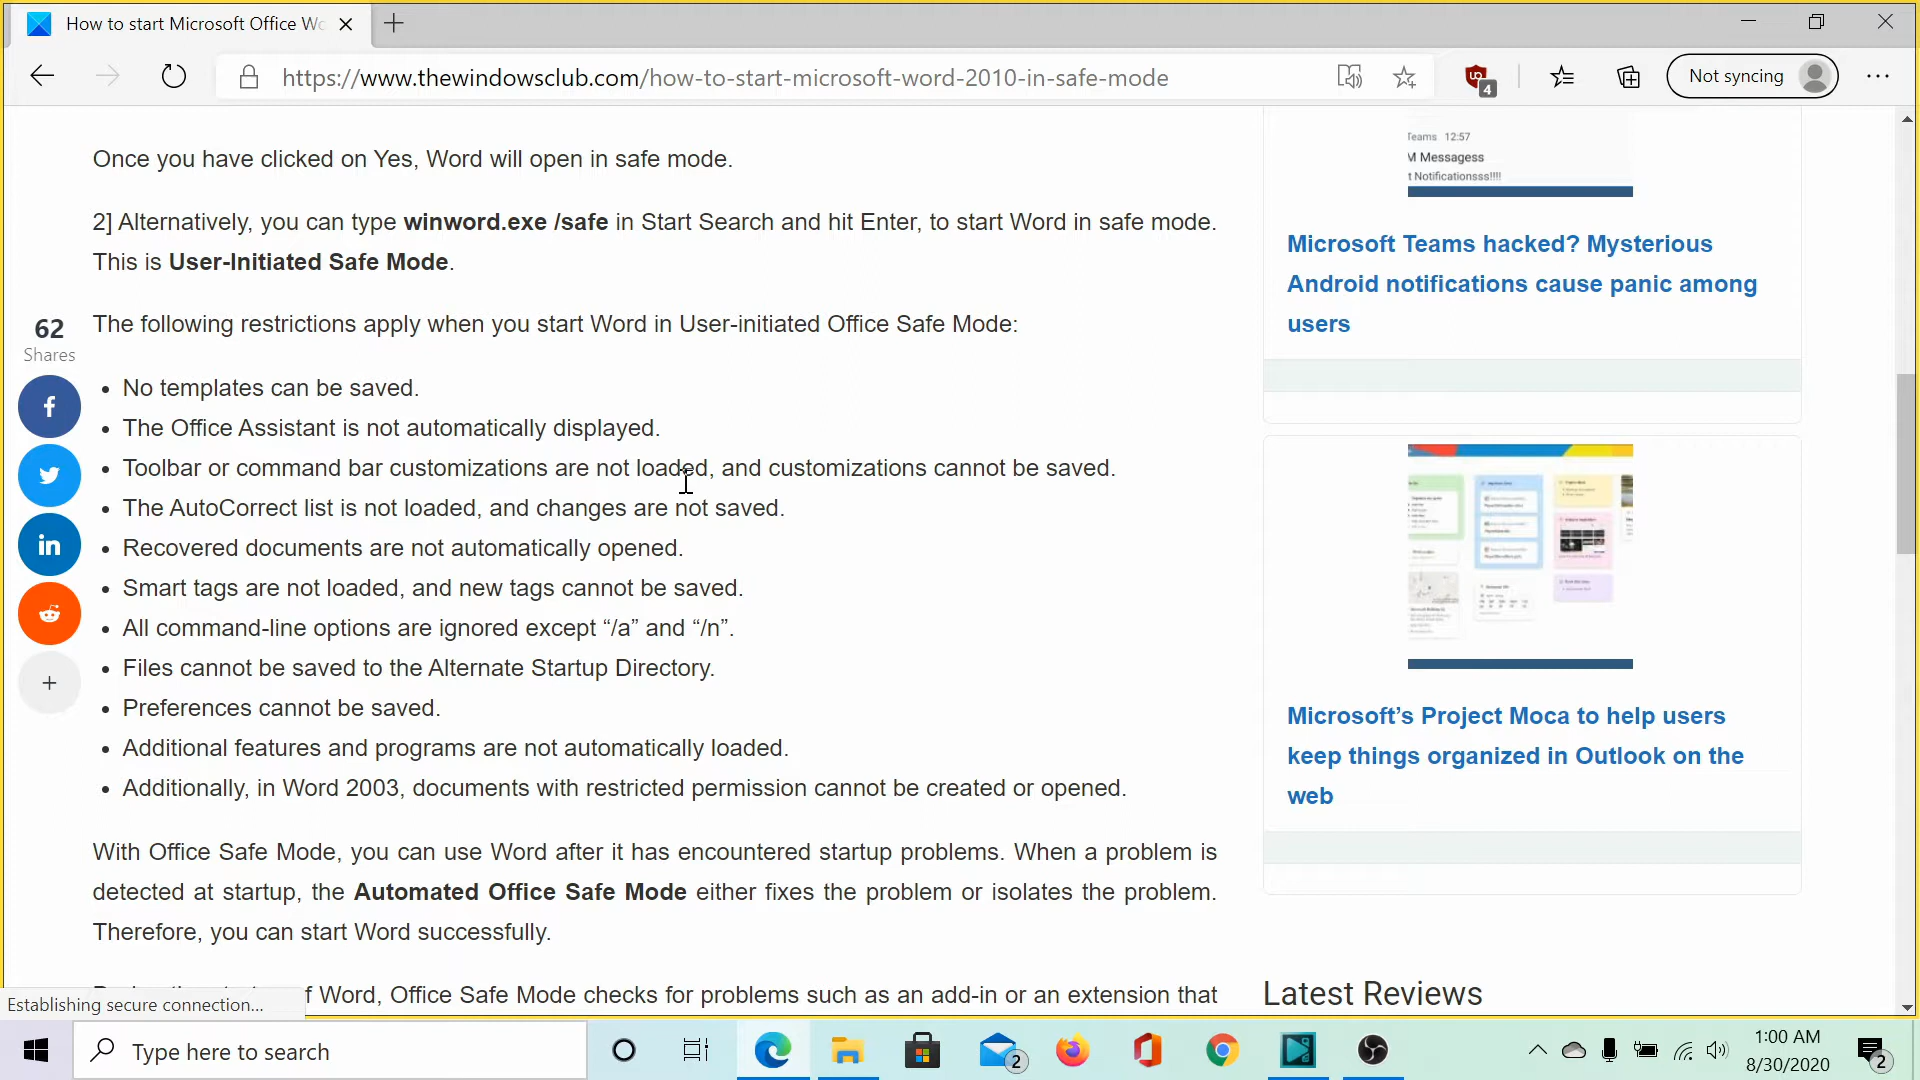 How to start Microsoft Office Wo
https://www.thewindowsclub.com/how-to-start-microsoft-word-2010-in-safe-mode
4
Not syncing
Once you have clicked on Yes, Word will open in safe mode.
2] Alternatively, you can type winword.exe /safe in Start Search and hit Enter, to start Word in safe mode.
This is User-Initiated Safe Mode.
62
Shares
The following restrictions apply when you start Word in User-initiated Office Safe Mode:
• No templates can be saved.
• The Office Assistant is not automatically displayed.
• Toolbar or command bar customizations are not loaded, and customizations cannot be saved.
• The AutoCorrect list is not loaded, and changes are not saved.
• Recovered documents are not automatically opened.
• Smart tags are not loaded, and new tags cannot be saved.
• All command-line options are ignored except “/a” and “/n”.
• Files cannot be saved to the Alternate Startup Directory.
• Preferences cannot be saved.
• Additional features and programs are not automatically loaded.
• Additionally, in Word 2003, documents with restricted permission cannot be created or opened.
With Office Safe Mode, you can use Word after it has encountered startup problems. When a problem is
detected at startup, the Automated Office Safe Mode either fixes the problem or isolates the problem.
Therefore, you can start Word successfully.
f Word, Office Safe Mode checks for problems such as an add-in or an extension that
Establishing secure connection...
Teams 12:57
M Messagess
t Notificationsss!!!!
Microsoft Teams hacked? Mysterious
Android notifications cause panic among
users
Microsoft’s Project Moca to help users
keep things organized in Outlook on the
web
Latest Reviews
Type here to search
2
1:00 AM
8/30/2020
2